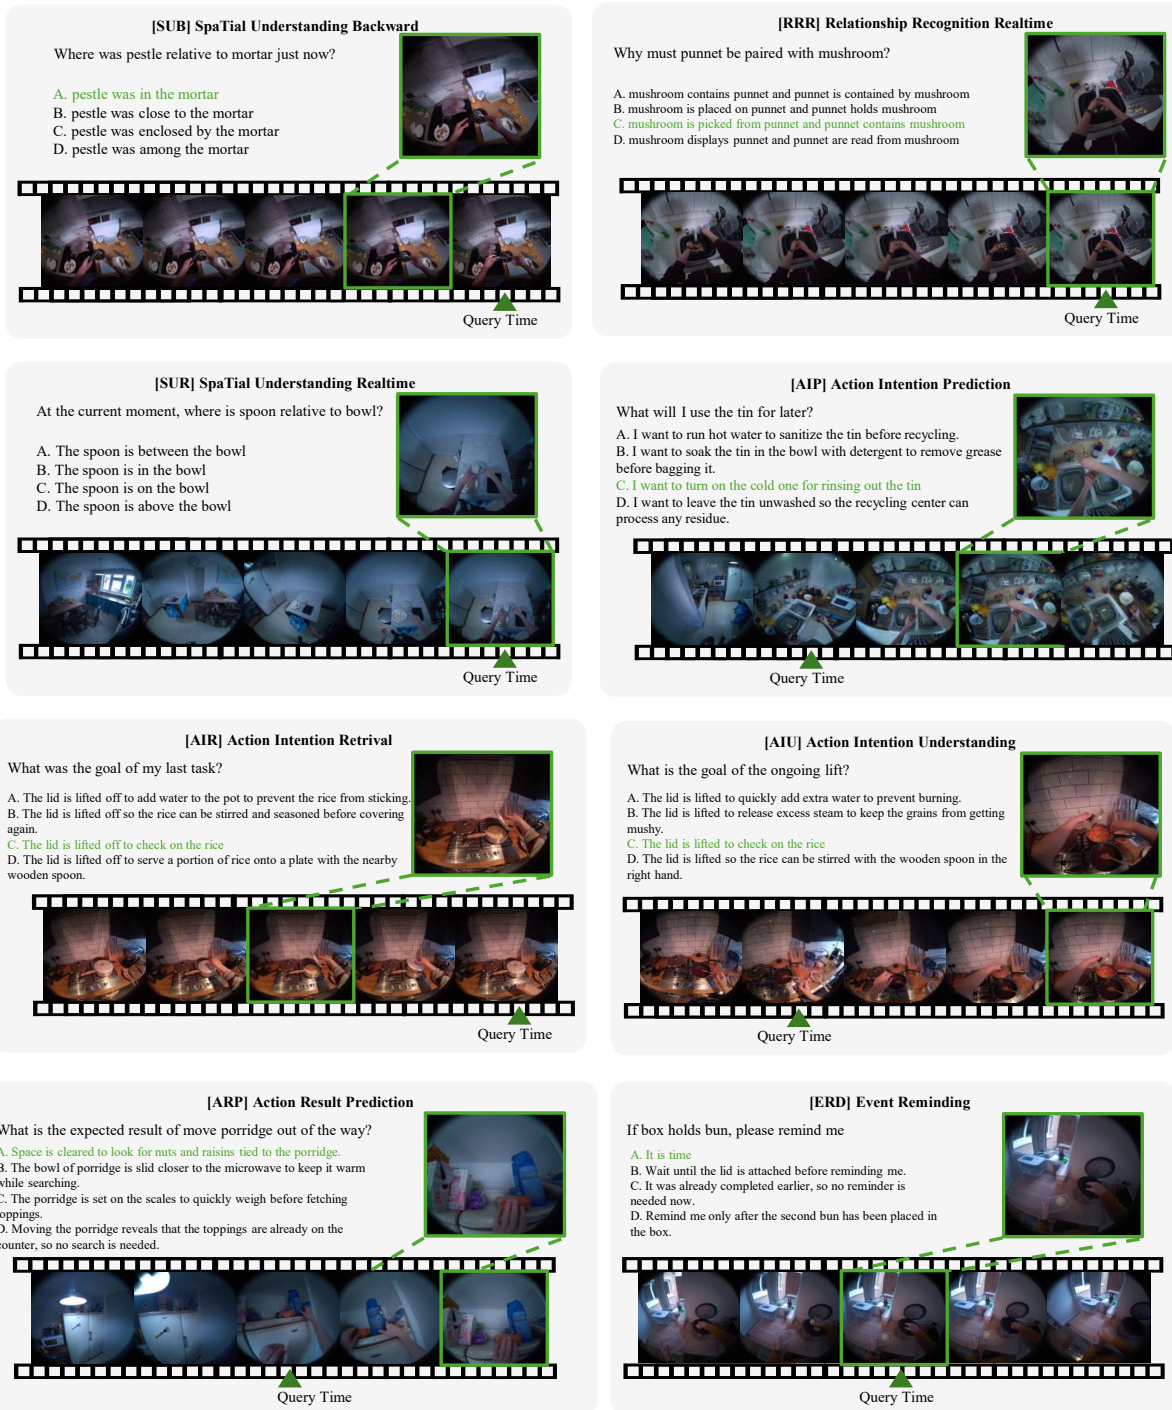 [SUB] SpaTial Understanding Backward
Where was pestle relative to mortar just now?
A. pestle was in the mortar
B. pestle was close to the mortar
C. pestle was enclosed by the mortar
D. pestle was among the mortar
Query Time
[RRR] Relationship Recognition Realtime
Why must punnet be paired with mushroom?
A. mushroom contains punnet and punnet is contained by mushroom
B. mushroom is placed on punnet and punnet holds mushroom
C. mushroom is picked from punnet and punnet contains mushroom
D. mushroom displays punnet and punnet are read from mushroom
Query Time
[SUR] SpaTial Understanding Realtime
At the current moment, where is spoon relative to bowl?
A. The spoon is between the bowl
B. The spoon is in the bowl
C. The spoon is on the bowl
D. The spoon is above the bowl
Query Time
[AIP] Action Intention Prediction
What will I use the tin for later?
A. I want to run hot water to sanitize the tin before recycling.
B. I want to soak the tin in the bowl with detergent to remove grease
before bagging it.
C. I want to turn on the cold one for rinsing out the tin
D. I want to leave the tin unwashed so the recycling center can
process any residue.
Query Time
[AIR] Action Intention Retrival
What was the goal of my last task?
A. The lid is lifted off to add water to the pot to prevent the rice from sticking.
B. The lid is lifted off so the rice can be stirred and seasoned before covering
again.
C. The lid is lifted off to check on the rice
D. The lid is lifted off to serve a portion of rice onto a plate with the nearby
wooden spoon.
Query Time
[AIU] Action Intention Understanding
What is the goal of the ongoing lift?
A. The lid is lifted to quickly add extra water to prevent burning.
B. The lid is lifted to release excess steam to keep the grains from getting
mushy.
C. The lid is lifted to check on the rice
D. The lid is lifted so the rice can be stirred with the wooden spoon in the
right hand.
Query Time
[ARP] Action Result Prediction
What is the expected result of move porridge out of the way?
A. Space is cleared to look for nuts and raisins tied to the porridge.
B. The bowl of porridge is slid closer to the microwave to keep it warm
while searching.
C. The porridge is set on the scales to quickly weigh before fetching
toppings.
D. Moving the porridge reveals that the toppings are already on the
counter, so no search is needed.
Query Time
[ERD] Event Reminding
If box holds bun, please remind me
A. It is time
B. Wait until the lid is attached before reminding me.
C. It was already completed earlier, so no reminder is
needed now.
D. Remind me only after the second bun has been placed in
the box.
Query Time